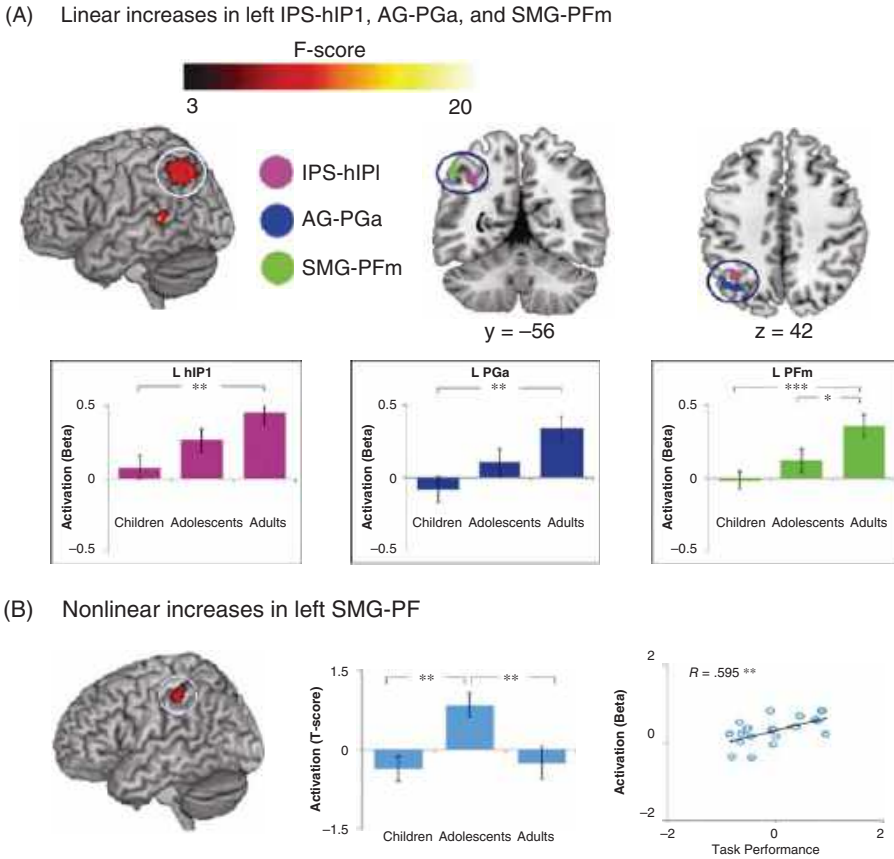 (A) Linear increases in left IPS-hIP1, AG-PGa, and SMG-PFm
F-score
3 20
IPS-hIPl
AG-PGa
SMG-PFm
y = –56
z = 42
L hIP1
**
Activation (Beta)
0.5
0
–0.5
Children Adolescents Adults
L PGa
**
Activation (Beta)
0.5
0
–0.5
Children Adolescents Adults
L PFm
***
*
Activation (Beta)
0.5
0
–0.5
Children Adolescents Adults
(B) Nonlinear increases in left SMG-PF
Activation (T-score)
1.5
0
–1.5
** **
Children Adolescents Adults
Activation (Beta)
2
0
–2
R = .595 **
–2 0 2
Task Performance